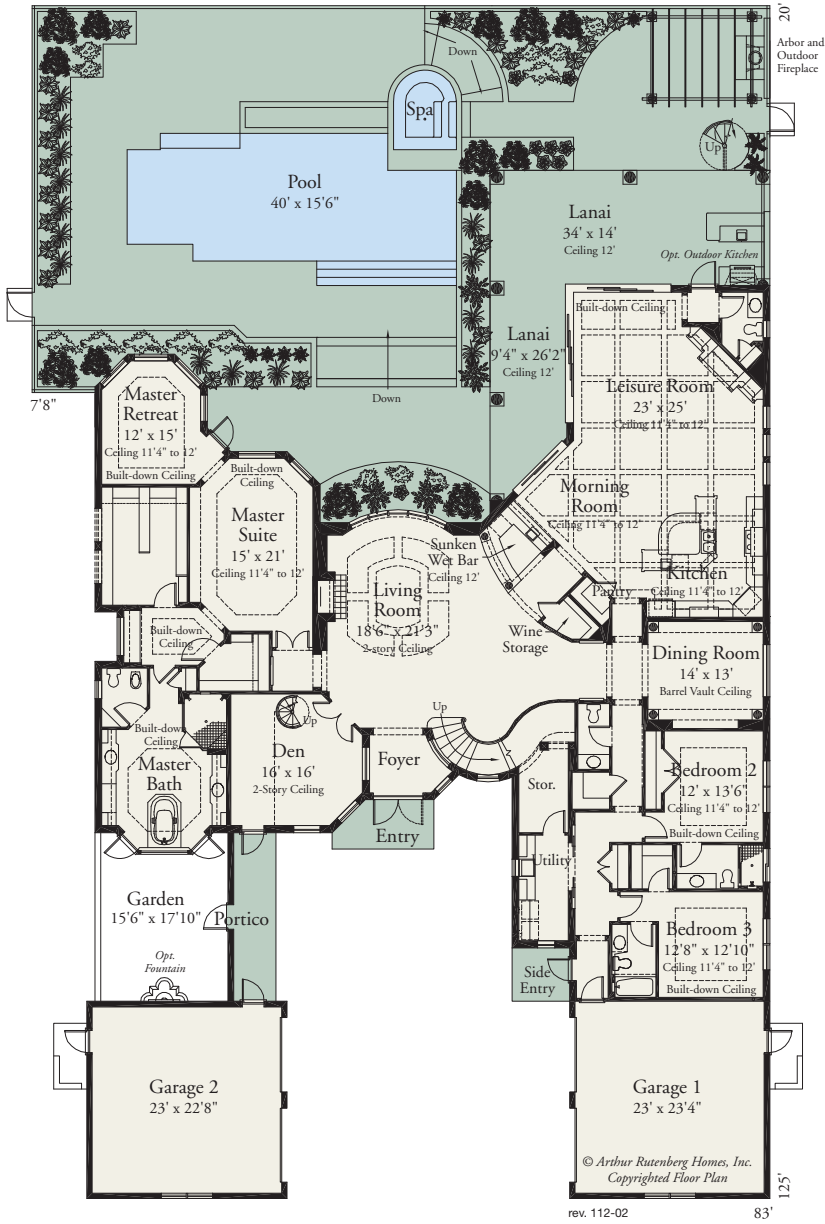 20'
Arbor and
Outdoor
Fireplace
Down
Spa
Up
Pool
40' x 15'6"
Lanai
34' x 14'
Ceiling 12'
Opt. Outdoor Kitchen
Built-down Ceiling
Lanai
9'4" x 26'2"
Ceiling 12'
Leisure Room
23' x 25'
Ceiling 11'4" to 12'
7'8"
Down
Master
Retreat
12' x 15'
Ceiling 11'4" to 12'
Built-down Ceiling
Built-down
Ceiling
Master
Suite
15' x 21'
Ceiling 11'4" to 12'
Morning
Room
Ceiling 11'4" to 12'
Sunken
Wet Bar
Ceiling 12'
Kitchen
Ceiling 11'4" to 12'
Pantry
Living
Room
18'6" x 21'3"
2-story Ceiling
Wine
Storage
Built-down
Ceiling
Dining Room
14' x 13'
Barrel Vault Ceiling
Up
Up
Built-down
Ceiling
Master
Bath
Den
16' x 16'
2-Story Ceiling
Foyer
Stor.
Bedroom 2
12' x 13'6"
Ceiling 11'4" to 12'
Built-down Ceiling
Entry
Utility
Garden
15'6" x 17'10"
Portico
Opt.
Fountain
Bedroom 3
12'8" x 12'10"
Ceiling 11'4" to 12'
Built-down Ceiling
Side
Entry
Garage 2
23' x 22'8"
Garage 1
23' x 23'4"
© Arthur Rutenberg Homes, Inc.
Copyrighted Floor Plan
125'
rev. 112-02
83'